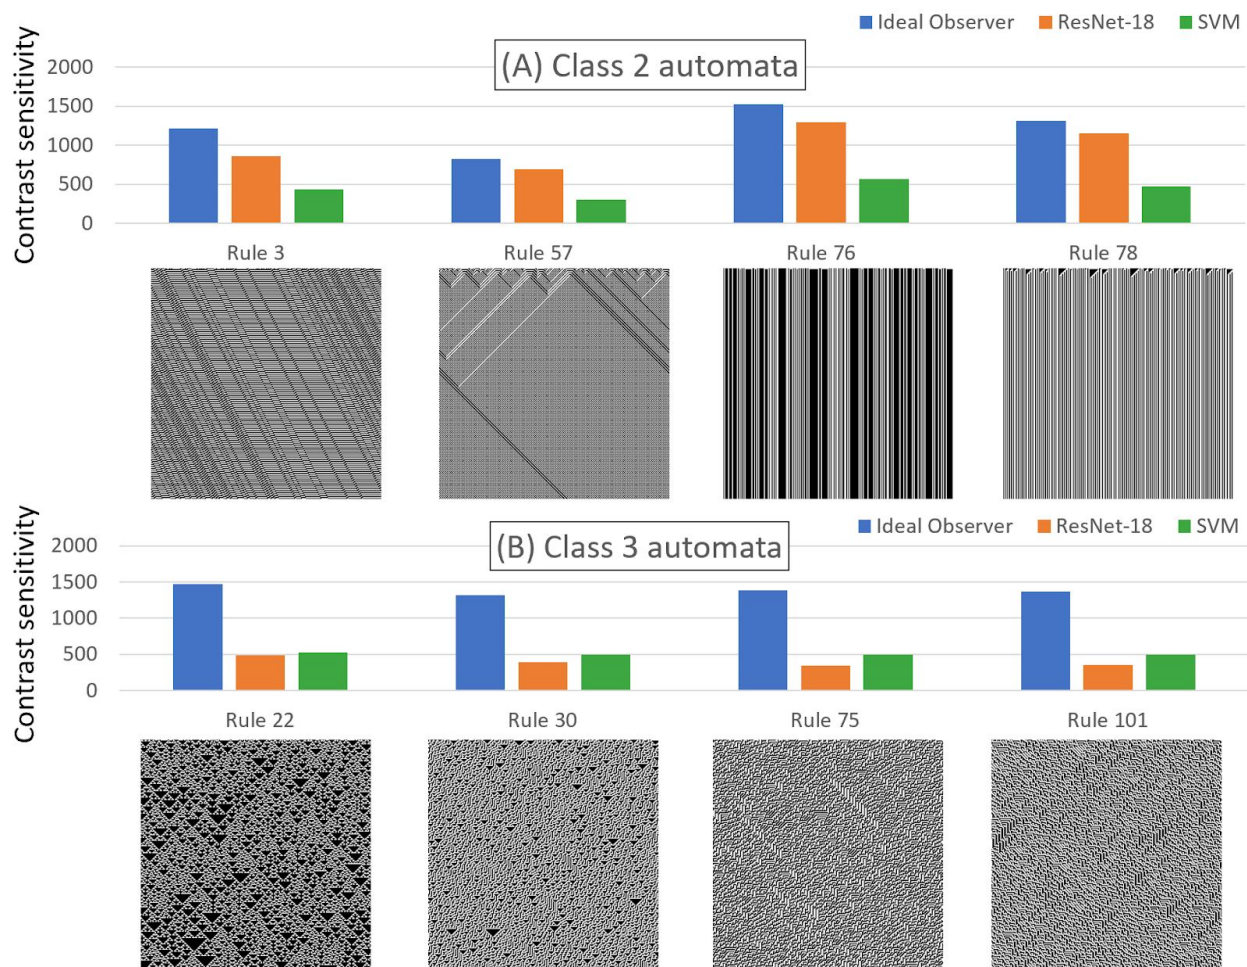 Ideal Observer ResNet-18 SVM
(A) Class 2 automata
Contrast sensitivity
2000
1500
1000
500
0
Rule 3 Rule 57 Rule 76 Rule 78
Ideal Observer ResNet-18 SVM
(B) Class 3 automata
Contrast sensitivity
2000
1500
1000
500
0
Rule 22 Rule 30 Rule 75 Rule 101